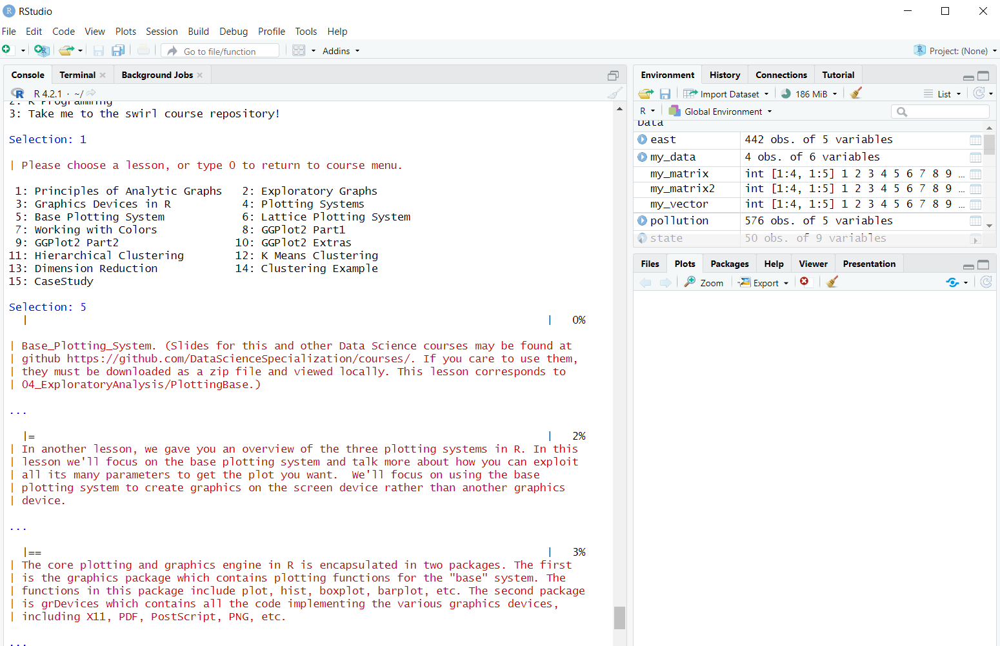 RStudio
File Edit Code View Plots Session Build Debug Profile Tools Help
Go to file/function Addins Project: (None)
Console Terminal Background Jobs
R 4.2.1 · ~/
2: R Programming
3: Take me to the swirl course repository!
Selection: 1
| Please choose a lesson, or type 0 to return to course menu.
1: Principles of Analytic Graphs 2: Exploratory Graphs
3: Graphics Devices in R 4: Plotting Systems
5: Base Plotting System 6: Lattice Plotting System
7: Working with Colors 8: GGPlot2 Part1
9: GGPlot2 Part2 10: GGPlot2 Extras
11: Hierarchical Clustering 12: K Means Clustering
13: Dimension Reduction 14: Clustering Example
15: CaseStudy
Selection: 5
| | 0%
| Base_Plotting_System. (Slides for this and other Data Science courses may be found at
| github https://github.com/DataScienceSpecialization/courses/. If you care to use them,
| they must be downloaded as a zip file and viewed locally. This lesson corresponds to
| 04_ExploratoryAnalysis/PlottingBase.)
...
|= | 2%
| In another lesson, we gave you an overview of the three plotting systems in R. In this
| lesson we'll focus on the base plotting system and talk more about how you can exploit
| all its many parameters to get the plot you want. We'll focus on using the base
| plotting system to create graphics on the screen device rather than another graphics
| device.
...
|== | 3%
| The core plotting and graphics engine in R is encapsulated in two packages. The first
| is the graphics package which contains plotting functions for the "base" system. The
| functions in this package include plot, hist, boxplot, barplot, etc. The second package
| is grDevices which contains all the code implementing the various graphics devices,
| including X11, PDF, PostScript, PNG, etc.
...
Environment History Connections Tutorial
Import Dataset 186 MiB List
R Global Environment
Data
east 442 obs. of 5 variables
my_data 4 obs. of 6 variables
my_matrix int [1:4, 1:5] 1 2 3 4 5 6 7 8 9 ...
my_matrix2 int [1:4, 1:5] 1 2 3 4 5 6 7 8 9 ...
my_vector int [1:4, 1:5] 1 2 3 4 5 6 7 8 9 ...
pollution 576 obs. of 5 variables
state 50 obs. of 9 variables
Files Plots Packages Help Viewer Presentation
Zoom Export